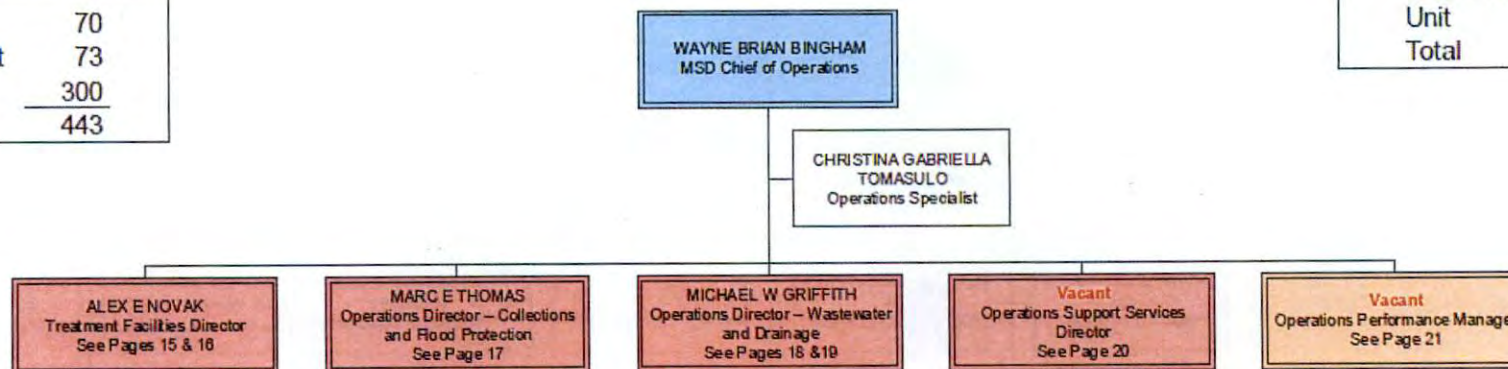 70
t 73
300
443
Unit
Total
WAYNE BRIAN BINGHAM
MSD Chief of Operations
CHRISTINA GABRIELLA
TOMASULO
Operations Specialist
ALEX E NOVAK
Treatment Facilities Director
See Pages 15 & 16
MARC E THOMAS
Operations Director – Collections
and Flood Protection
See Page 17
MICHAEL W GRIFFITH
Operations Director – Wastewater
and Drainage
See Pages 18 &19
Vacant
Operations Support Services
Director
See Page 20
Vacant
Operations Performance Manage
See Page 21